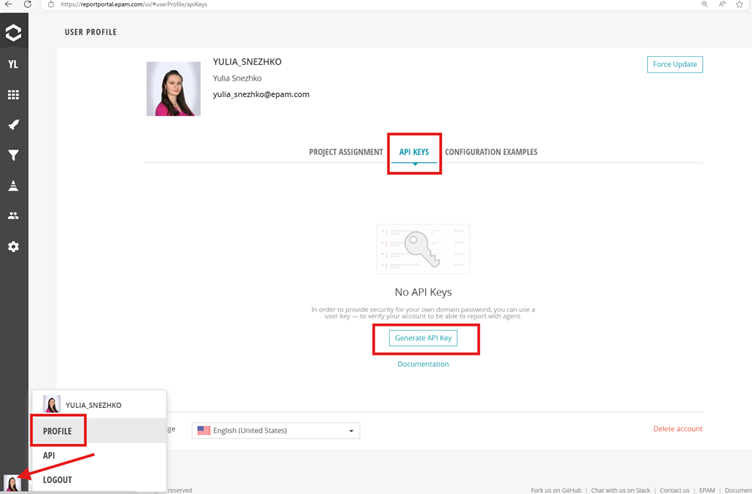 https://reportportal.epam.com/ui/#userProfile/apiKeys
USER PROFILE
YL
YULIA_SNEZHKO
Yulia Snezhko
yulia_snezhko@epam.com
Force Update
PROJECT ASSIGNMENT API KEYS CONFIGURATION EXAMPLES
No API Keys
In order to provide security for your own domain password, you can use a
user key — to verify your account to be able to report with agent.
Generate API Key
Documentation
YULIA_SNEZHKO
PROFILE
API
LOGOUT
ge English (United States) Delete account
reserved Fork us on GitHub | Chat with us on Slack | Contact us | EPAM | Documen